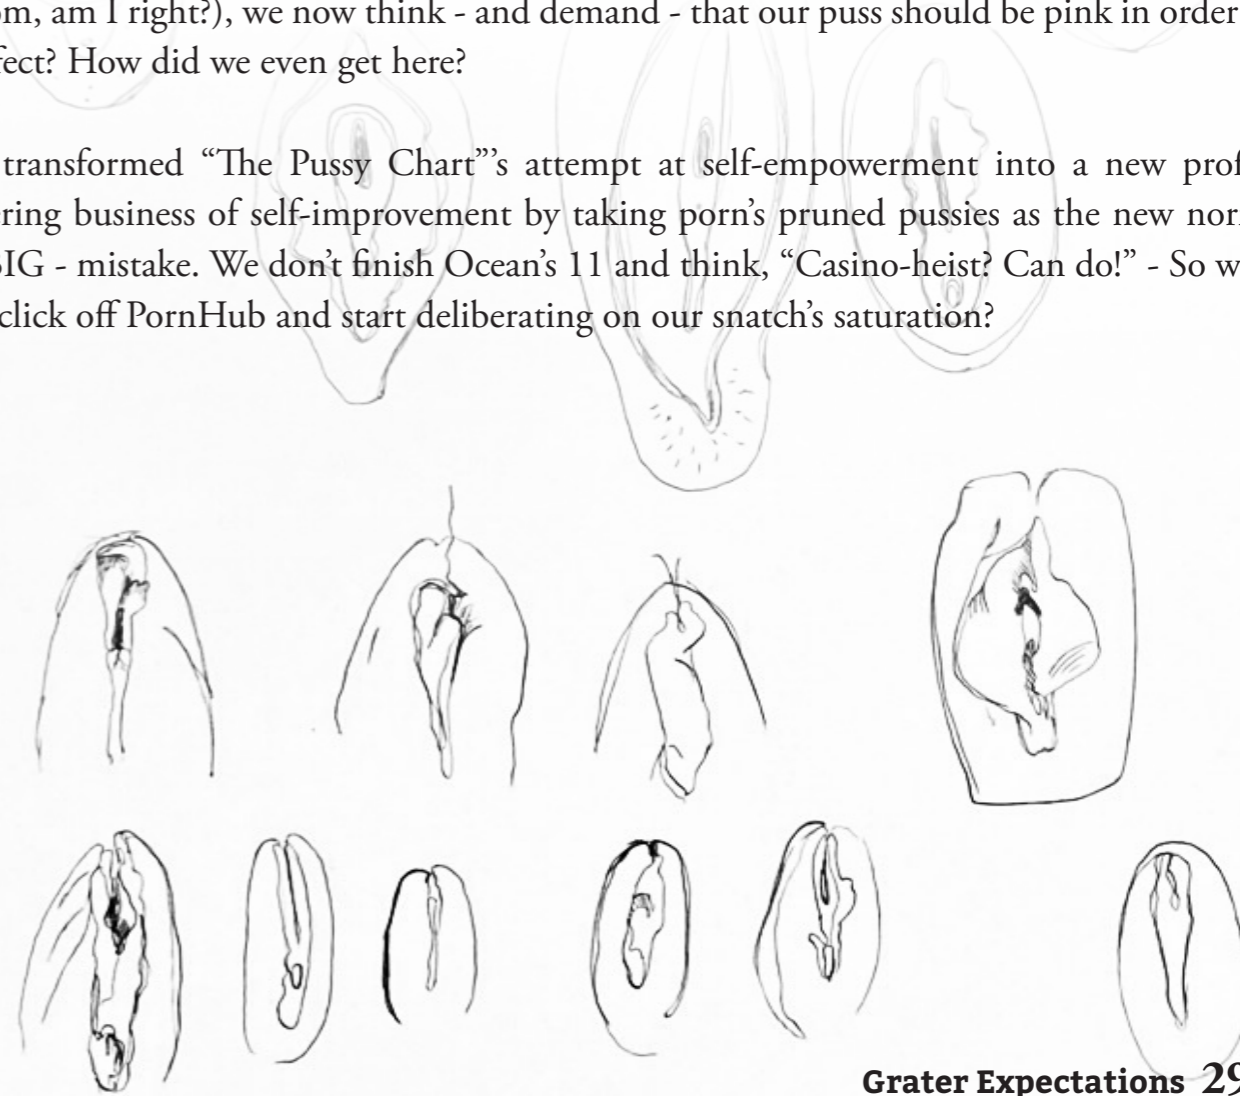 om, am I right?), we now think - and demand - that our puss should be pink in order
fect? How did we even get here?
transformed “The Pussy Chart”’s attempt at self-empowerment into a new prof
ering business of self-improvement by taking porn’s pruned pussies as the new nor
BIG - mistake. We don’t finish Ocean’s 11 and think, “Casino-heist? Can do!” - So w
click off PornHub and start deliberating on our snatch’s saturation?
Grater Expectations 29